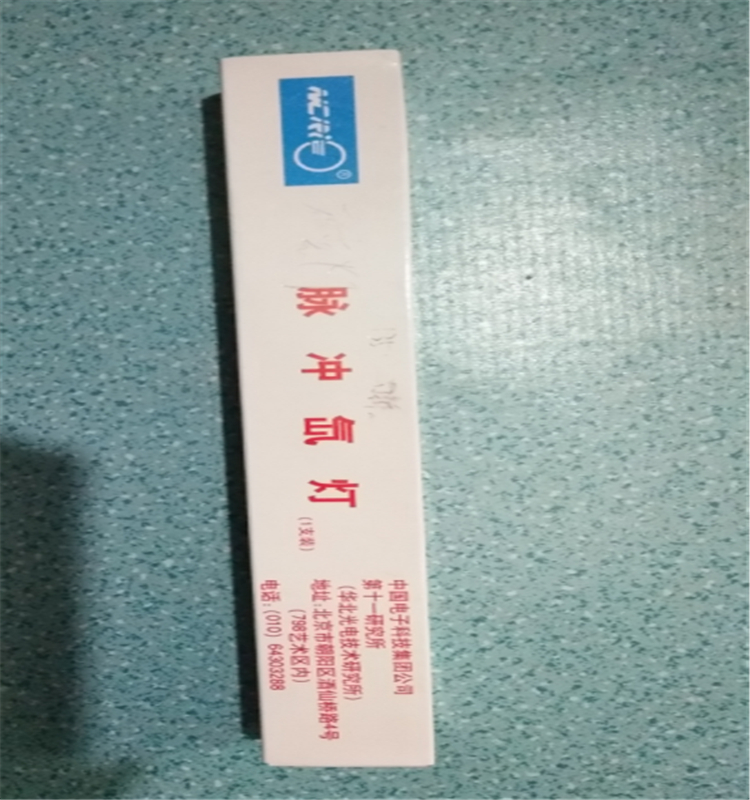 NCRIEO
脉冲氙灯
(1支装)
中国电子科技集团公司
第十一研究所
(华北光电技术研究所)
地址:北京市朝阳区酒仙桥路4号
(798艺术区内)
电话:(010) 64303288